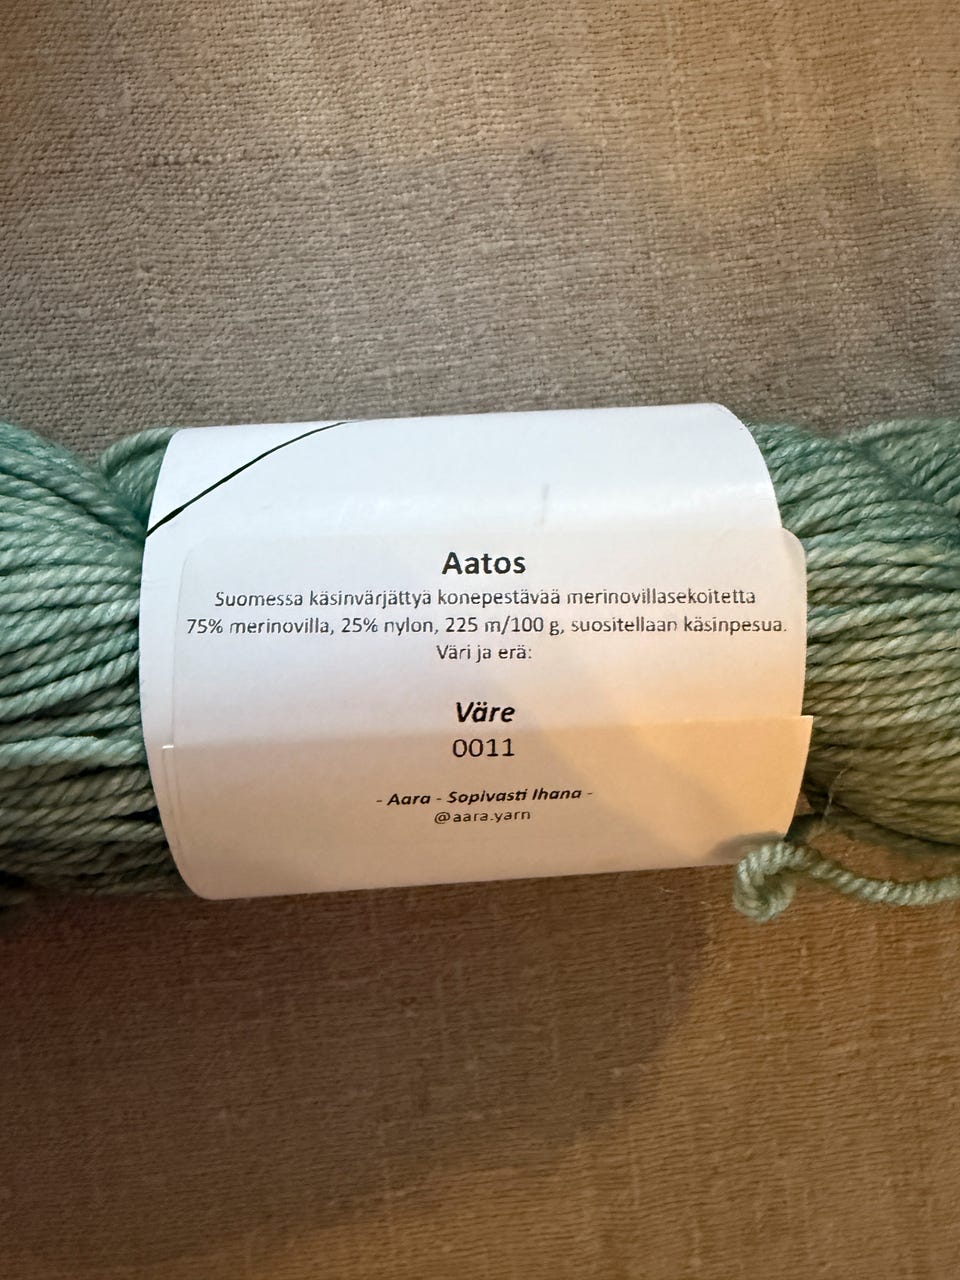 Aatos
Suomessa käsinvärjättyä konepestävää merinovillasekoitetta
75% merinovilla, 25% nylon, 225 m/100 g, suositellaan käsinpesua.
Väri ja erä:
Väre
0011
- Aara - Sopivasti Ihana -
@aara.yarn